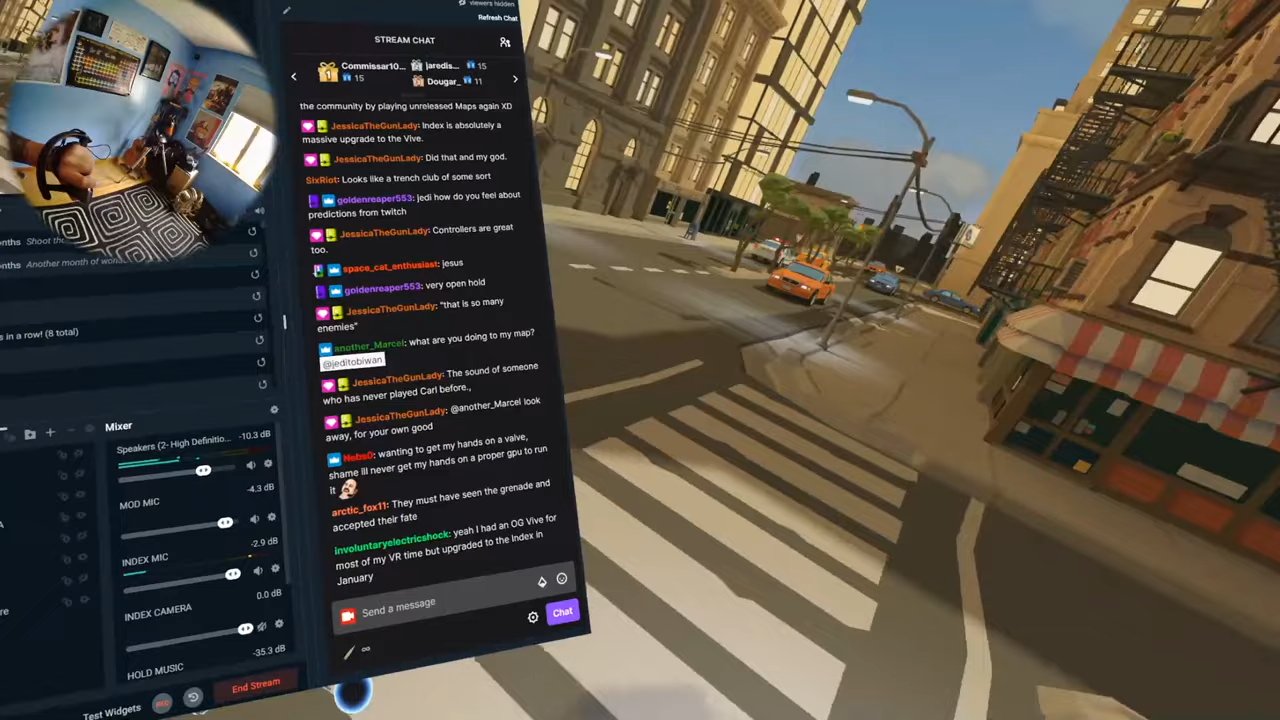 viewers hidden
Refresh Chat
STREAM CHAT
Commissar10... 15
jaredis... 15
Dougar_ 11
the community by playing unreleased Maps again XD
JessicaTheGunLady: Index is absolutely a
massive upgrade to the Vive.
JessicaTheGunLady: Did that and my god.
SixRiot: Looks like a trench club of some sort
goldenreaper553: jedi how do you feel about
predictions from twitch
JessicaTheGunLady: Controllers are great
too.
space_cat_enthusiast: jesus
goldenreaper553: very open hold
JessicaTheGunLady: "that is so many
enemies"
another_Marcel: what are you doing to my map?
@jeditobiwan
JessicaTheGunLady: The sound of someone
who has never played Carl before.,
JessicaTheGunLady: @another_Marcel look
away, for your own good
Nebs0: wanting to get my hands on a valve,
shame ill never get my hands on a proper gpu to run
it
arctic_fox11: They must have seen the grenade and
accepted their fate
involuntaryelectricshock: yeah I had an OG Vive for
most of my VR time but upgraded to the Index in
January
Send a message
Chat
onths Shoot the
onths Another month of
s in a row! (8 total)
Mixer
Speakers (2- High Definitio... -10.3 dB
MOD MIC -4.3 dB
INDEX MIC -2.9 dB
INDEX CAMERA 0.0 dB
HOLD MUSIC -35.3 dB
Test Widgets REC End Stream